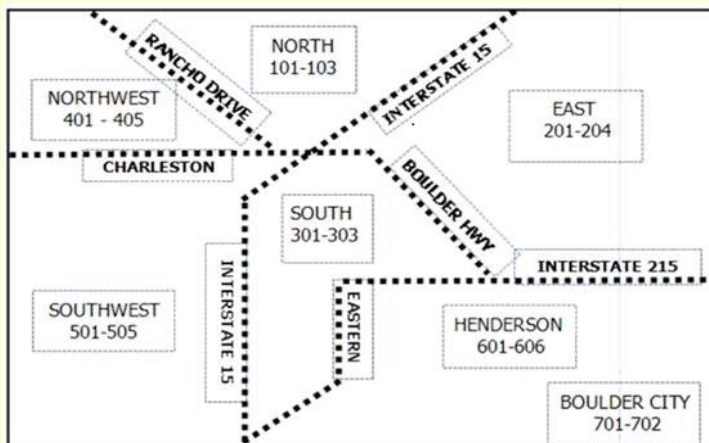 NORTH
101-103
RANCHO DRIVE
INTERSTATE 15
NORTHWEST
401 - 405
EAST
201-204
CHARLESTON
BOULDER HWY
SOUTH
301-303
INTERSTATE 215
SOUTHWEST
501-505
INTERSTATE 15
EASTERN
HENDERSON
601-606
BOULDER CITY
701-702